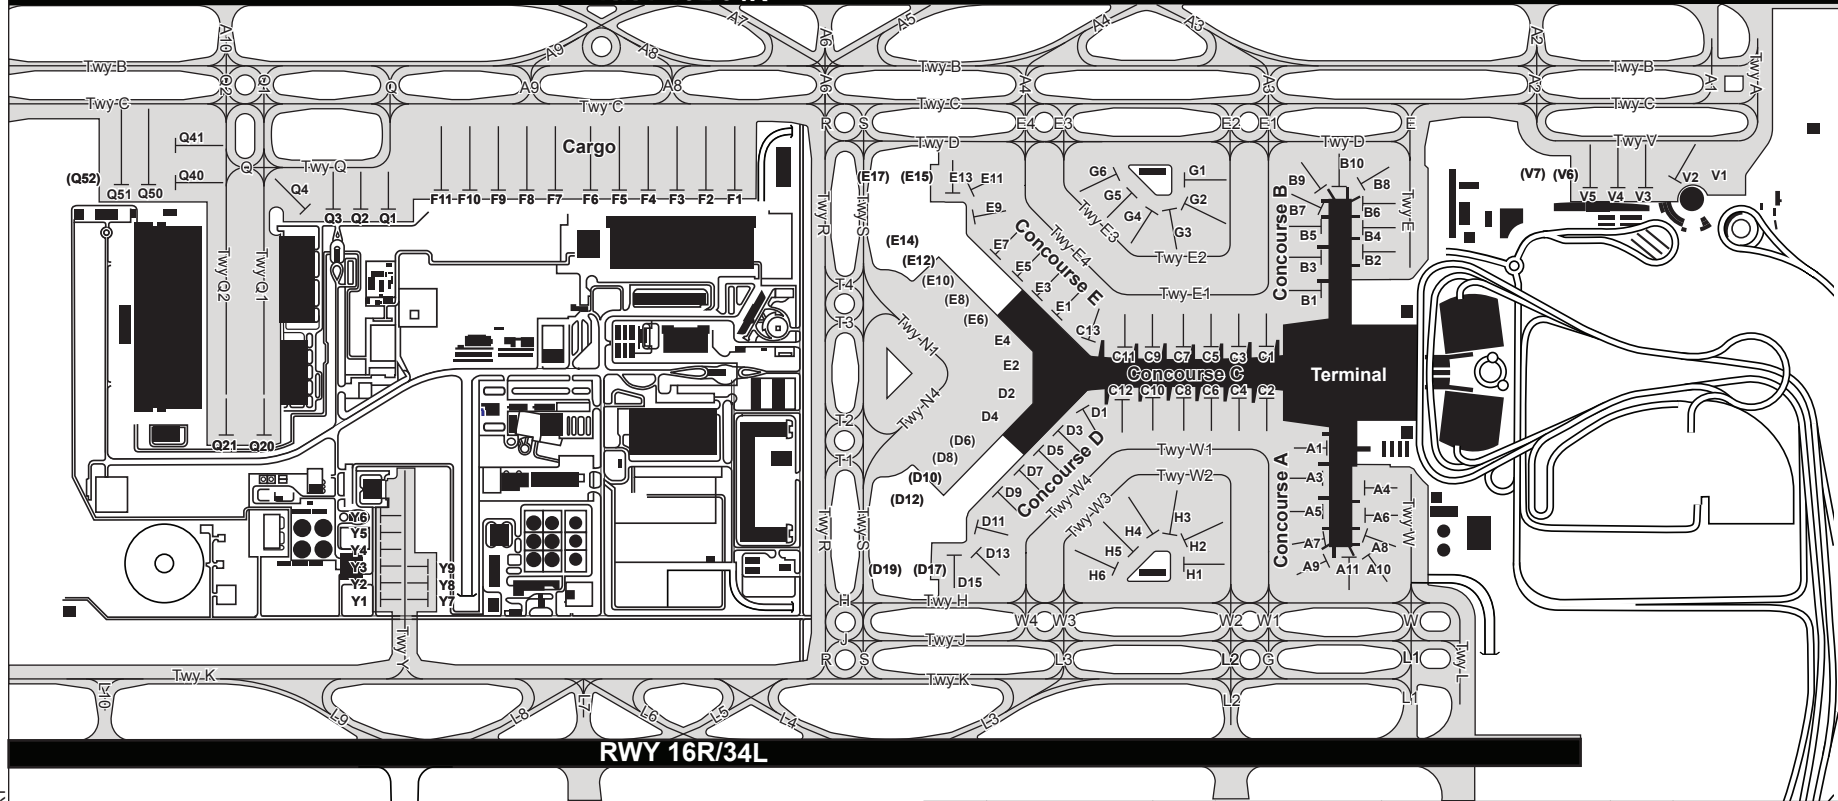 A10
A9
A8
A7
A6
A5
A4
A3
A2
Twy B
Twy B
Twy B
Twy A
Q2
Q1
Q
A9
A8
A6
A4
A3
A2
A1
Twy C
Twy C
Twy C
Twy C
R
S
E4
E3
E2
E1
E
Q41
Q40
(Q52)
Q51
Q50
Q
Twy Q
Q4
Q3
Q2
Q1
Cargo
F11
F10
F9
F8
F7
F6
F5
F4
F3
F2
F1
Twy D
Twy D
Twy V
(E17)
(E15)
E13
E11
E9
G6
G5
G4
G3
G2
G1
B10
B9
B8
B7
B6
B5
B4
B3
B2
B1
Concourse B
Twy E
(V7)
(V6)
V5
V4
V3
V2
V1
Twy R
Twy S
(E14)
(E12)
(E10)
(E8)
(E6)
E4
E2
E7
E5
E3
E1
Concourse E
Twy E4
Twy E3
Twy E2
Twy E1
Twy Q2
Twy Q1
Q21
Q20
T4
T3
T2
T1
Twy N1
Twy N4
C13
C11
C9
C7
C5
C3
C1
Concourse C
C12
C10
C8
C6
C4
C2
Terminal
D2
D4
(D6)
(D8)
(D10)
(D12)
D1
D3
D5
D7
D9
D11
D13
D15
(D17)
(D19)
Concourse D
Twy W4
Twy W3
Twy W1
Twy W2
H4
H3
H5
H2
H6
H1
Concourse A
A1
A3
A4
A5
A6
A7
A8
A9
A11
A10
Twy W
Y6
Y5
Y4
Y3
Y2
Y1
Y9
Y8
Y7
Twy Y
Twy R
Twy S
H
Twy H
J
Twy J
W4
W3
W2
W1
W
R
S
L3
L2
G
L1
Twy L
Twy K
Twy K
L10
L9
L8
L7
L6
L5
L4
L3
L2
L1
RWY 16R/34L